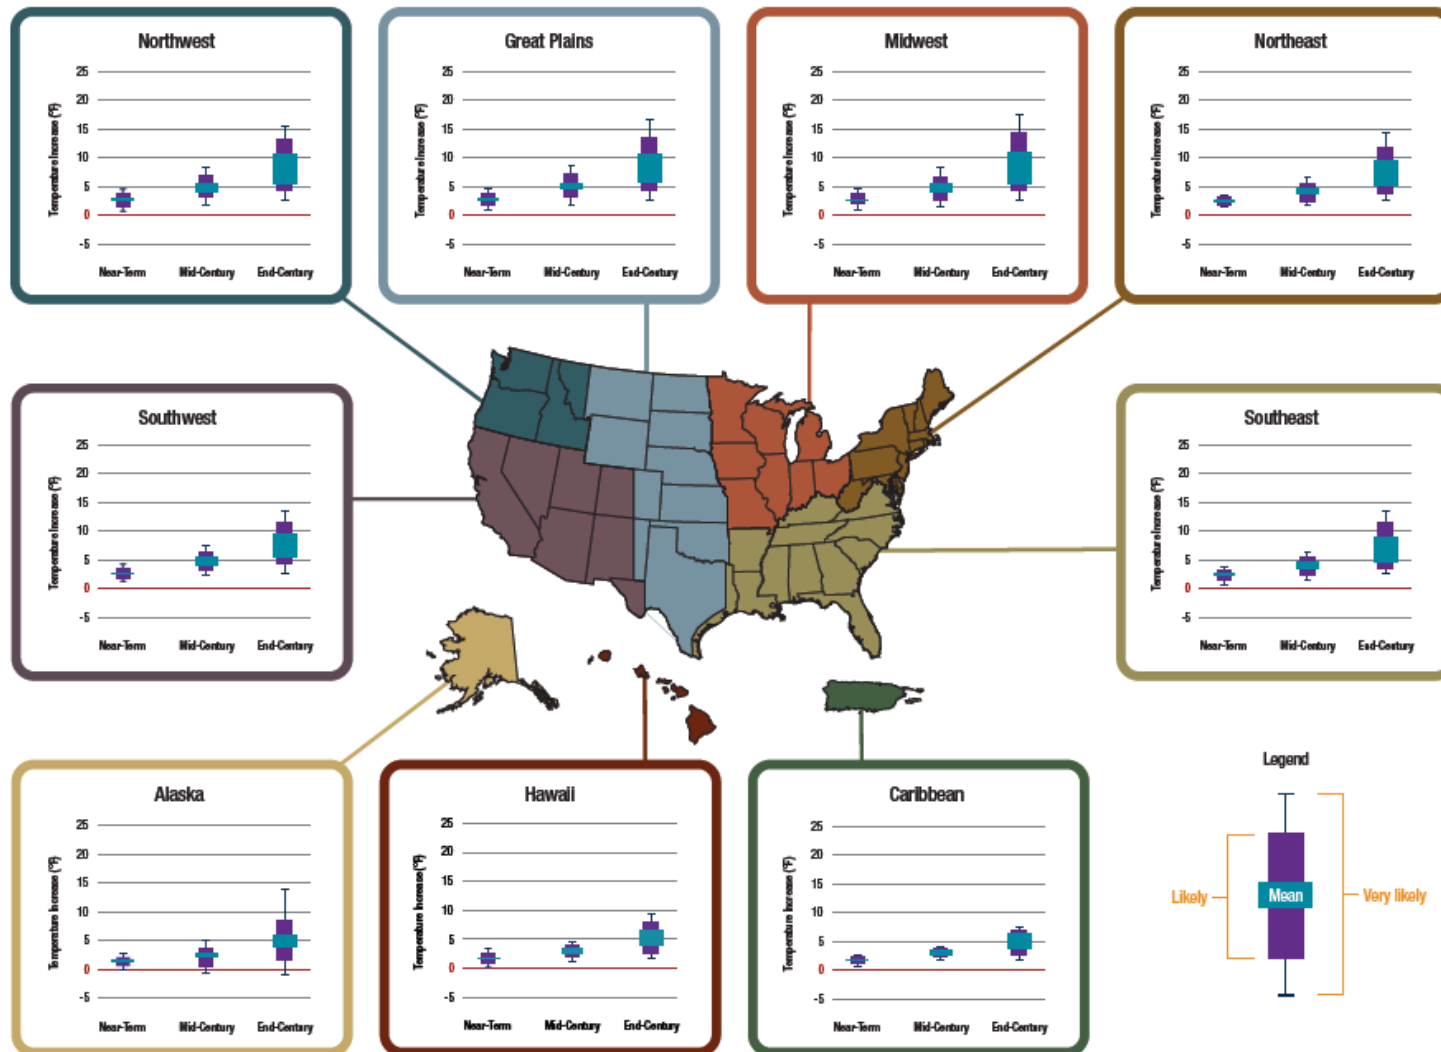 Northwest
Temperature Increase (°F)
25
20
15
10
5
0
-5
Near-Term Mid-Century End-Century
Great Plains
Temperature Increase (°F)
25
20
15
10
5
0
-5
Near-Term Mid-Century End-Century
Midwest
Temperature Increase (°F)
25
20
15
10
5
0
-5
Near-Term Mid-Century End-Century
Northeast
Temperature Increase (°F)
25
20
15
10
5
0
-5
Near-Term Mid-Century End-Century
Southwest
Temperature Increase (°F)
25
20
15
10
5
0
-5
Near-Term Mid-Century End-Century
Southeast
Temperature Increase (°F)
25
20
15
10
5
0
-5
Near-Term Mid-Century End-Century
Alaska
Temperature Increase (°F)
25
20
15
10
5
0
-5
Near-Term Mid-Century End-Century
Hawaii
Temperature Increase (°F)
25
20
15
10
5
0
-5
Near-Term Mid-Century End-Century
Caribbean
Temperature Increase (°F)
25
20
15
10
5
0
-5
Near-Term Mid-Century End-Century
Legend
Likely Mean Very likely